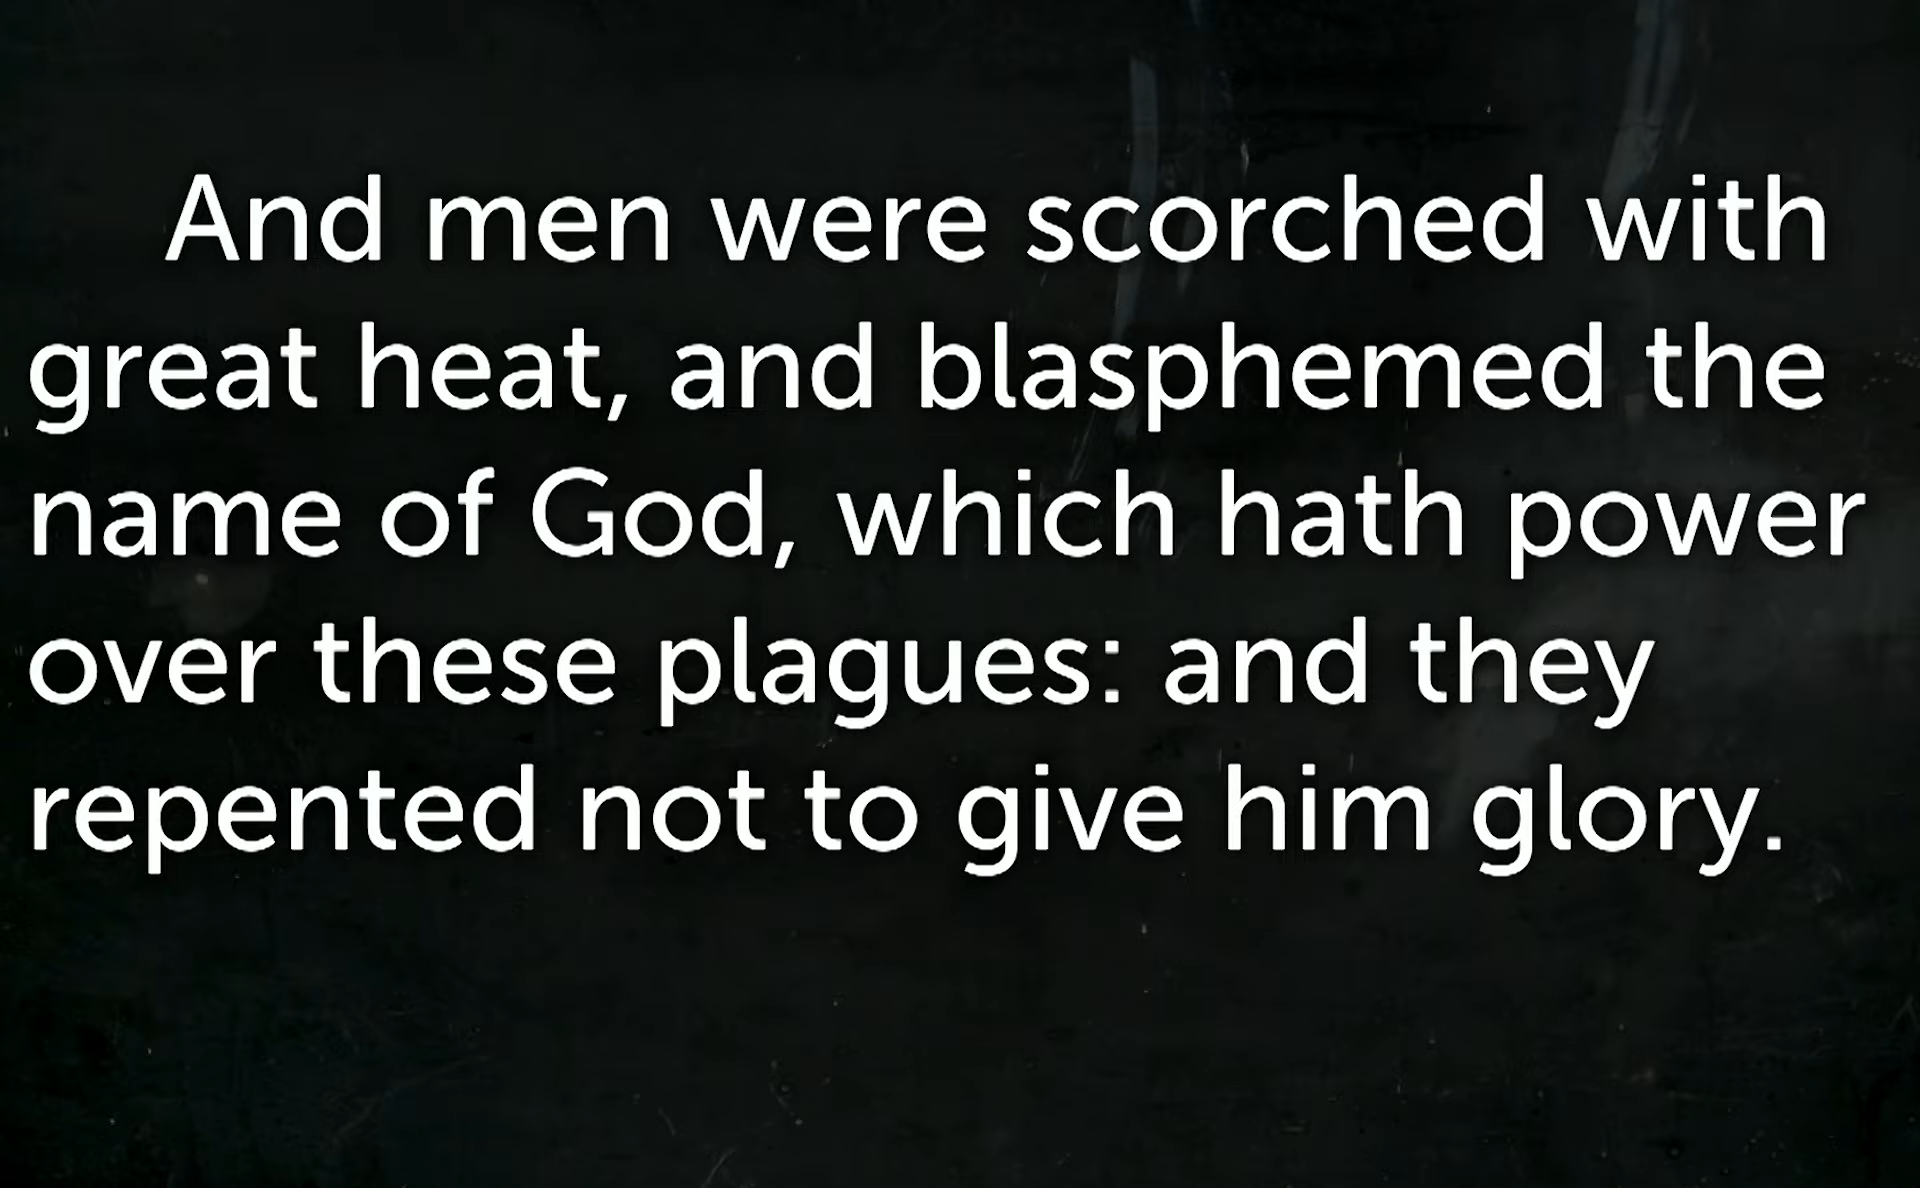 And men were scorched with
great heat, and blasphemed the
name of God, which hath power
over these plagues: and they
repented not to give him glory.